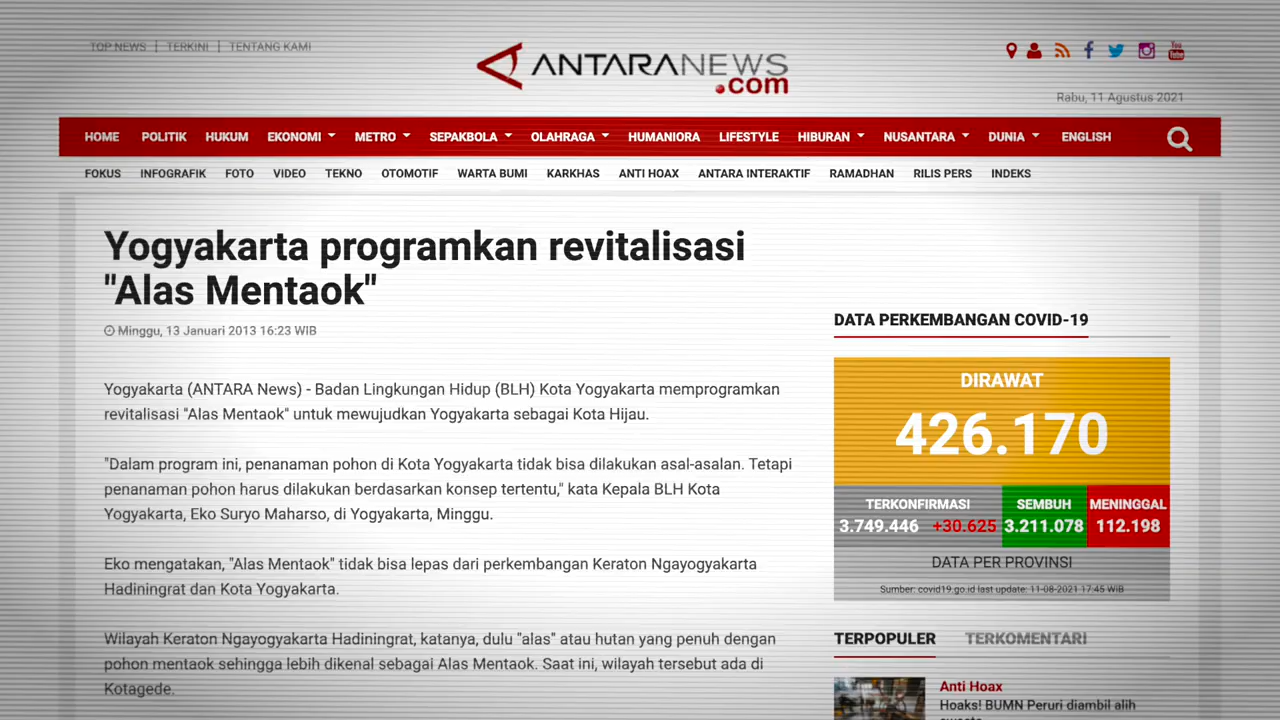 TOP NEWS | TERKINI | TENTANG KAMI
ANTARANEWS
.com
You
Tube
Rabu, 11 Agustus 2021
HOME POLITIK HUKUM EKONOMI METRO SEPAKBOLA OLAHRAGA HUMANIORA LIFESTYLE HIBURAN NUSANTARA DUNIA ENGLISH
FOKUS INFOGRAFIK FOTO VIDEO TEKNO OTOMOTIF WARTA BUMI KARKHAS ANTI HOAX ANTARA INTERAKTIF RAMADHAN RILIS PERS INDEKS
Yogyakarta programkan revitalisasi
"Alas Mentaok"
Minggu, 13 Januari 2013 16:23 WIB
Yogyakarta (ANTARA News) - Badan Lingkungan Hidup (BLH) Kota Yogyakarta memprogramkan
revitalisasi "Alas Mentaok" untuk mewujudkan Yogyakarta sebagai Kota Hijau.
"Dalam program ini, penanaman pohon di Kota Yogyakarta tidak bisa dilakukan asal-asalan. Tetapi
penanaman pohon harus dilakukan berdasarkan konsep tertentu," kata Kepala BLH Kota
Yogyakarta, Eko Suryo Maharso, di Yogyakarta, Minggu.
Eko mengatakan, "Alas Mentaok" tidak bisa lepas dari perkembangan Keraton Ngayogyakarta
Hadiningrat dan Kota Yogyakarta.
Wilayah Keraton Ngayogyakarta Hadiningrat, katanya, dulu "alas" atau hutan yang penuh dengan
pohon mentaok sehingga lebih dikenal sebagai Alas Mentaok. Saat ini, wilayah tersebut ada di
Kotagede.
DATA PERKEMBANGAN COVID-19
DIRAWAT
426.170
TERKONFIRMASI
3.749.446 +30.625
SEMBUH
3.211.078
MENINGGAL
112.198
DATA PER PROVINSI
Sumber: covid19.go.id last update: 11-08-2021 17:45 WIB
TERPOPULER TERKOMENTARI
Anti Hoax
Hoaks! BUMN Peruri diambil alih